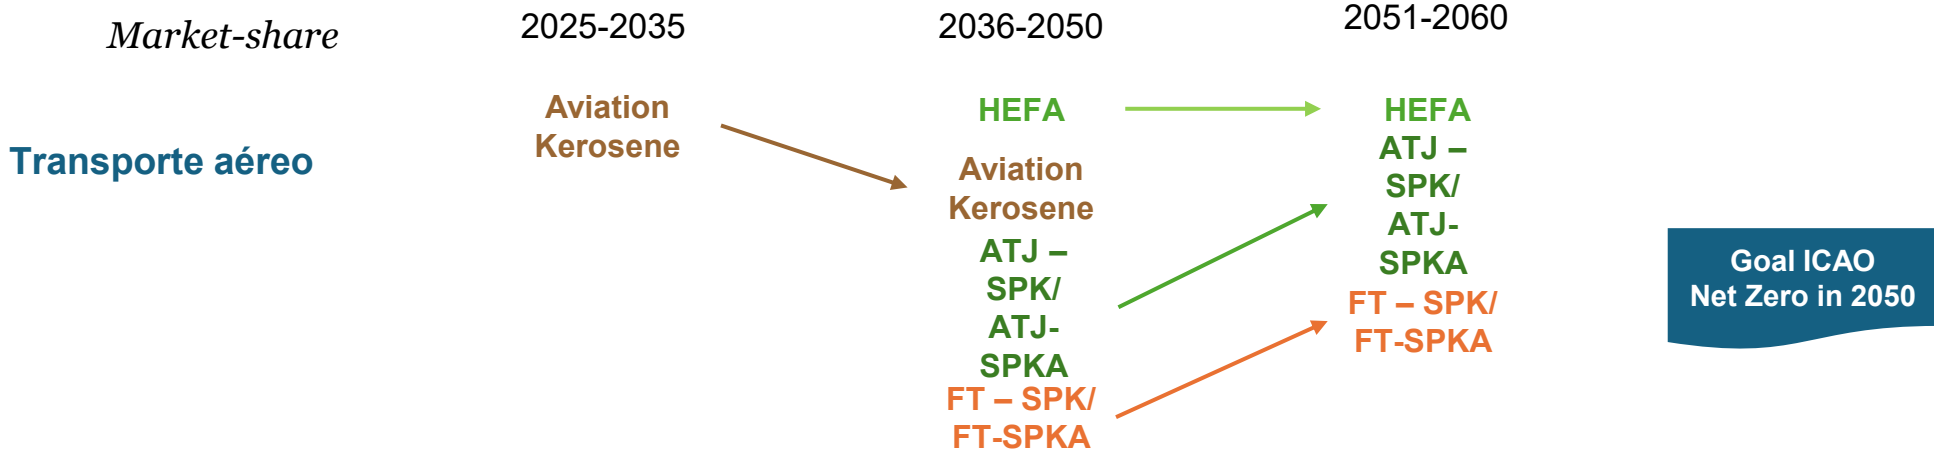 Market-share
2025-2035
2036-2050
2051-2060
Transporte aéreo
Aviation
Kerosene
HEFA
Aviation
Kerosene
ATJ –
SPK/
ATJ-
SPKA
FT – SPK/
FT-SPKA
HEFA
ATJ –
SPK/
ATJ-
SPKA
FT – SPK/
FT-SPKA
Goal ICAO
Net Zero in 2050